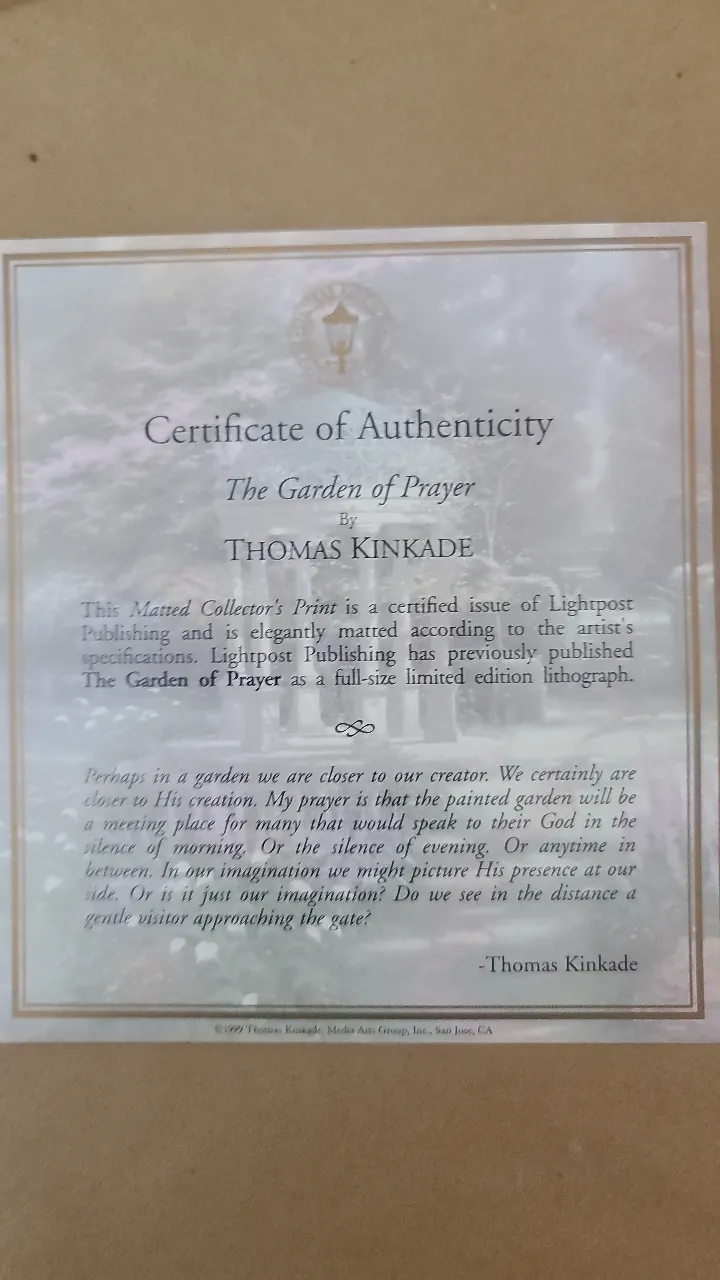 Certificate of Authenticity
The Garden of Prayer
By
THOMAS KINKADE
This Matted Collector's Print is a certified issue of Lightpost
Publishing and is elegantly matted according to the artist's
specifications. Lightpost Publishing has previously published
The Garden of Prayer as a full-size limited edition lithograph.
Perhaps in a garden we are closer to our creator. We certainly are
closer to His creation. My prayer is that the painted garden will be
a meeting place for many that would speak to their God in the
silence of morning. Or the silence of evening. Or anytime in
between. In our imagination we might picture His presence at our
side. Or is it just our imagination? Do we see in the distance a
gentle visitor approaching the gate?
-Thomas Kinkade
©1999 Thomas Kinkade, Media Arts Group, Inc., San Jose, CA